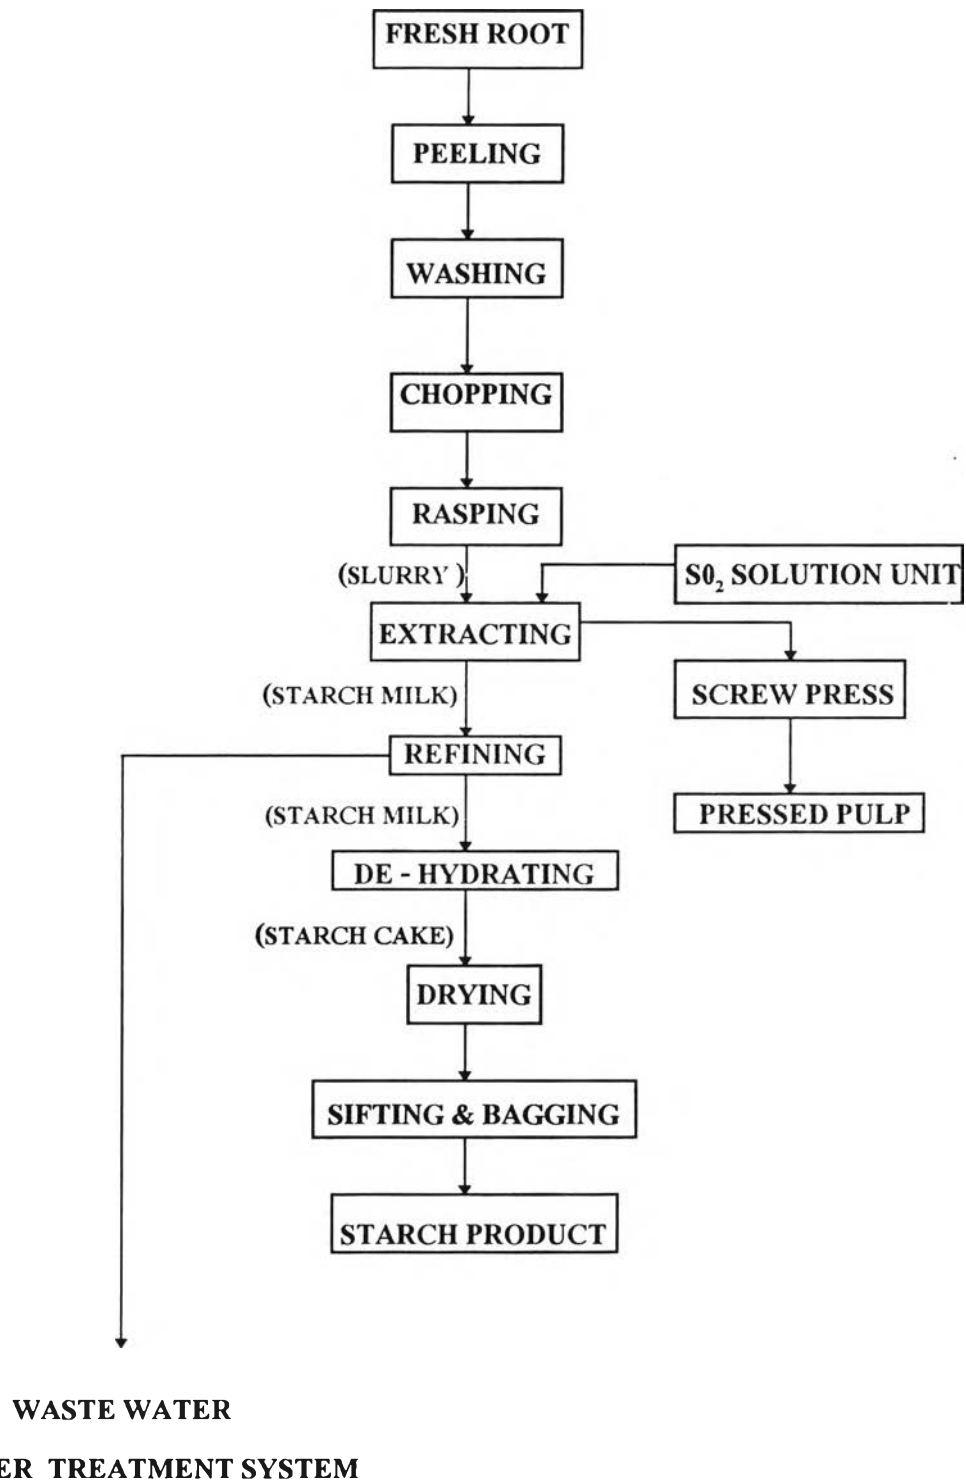 FRESH ROOT
PEELING
WASHING
CHOPPING
RASPING
(SLURRY )
S0₂ SOLUTION UNIT
EXTRACTING
(STARCH MILK)
SCREW PRESS
REFINING
(STARCH MILK)
PRESSED PULP
DE - HYDRATING
(STARCH CAKE)
DRYING
SIFTING & BAGGING
STARCH PRODUCT
WASTE WATER
TREATMENT SYSTEM